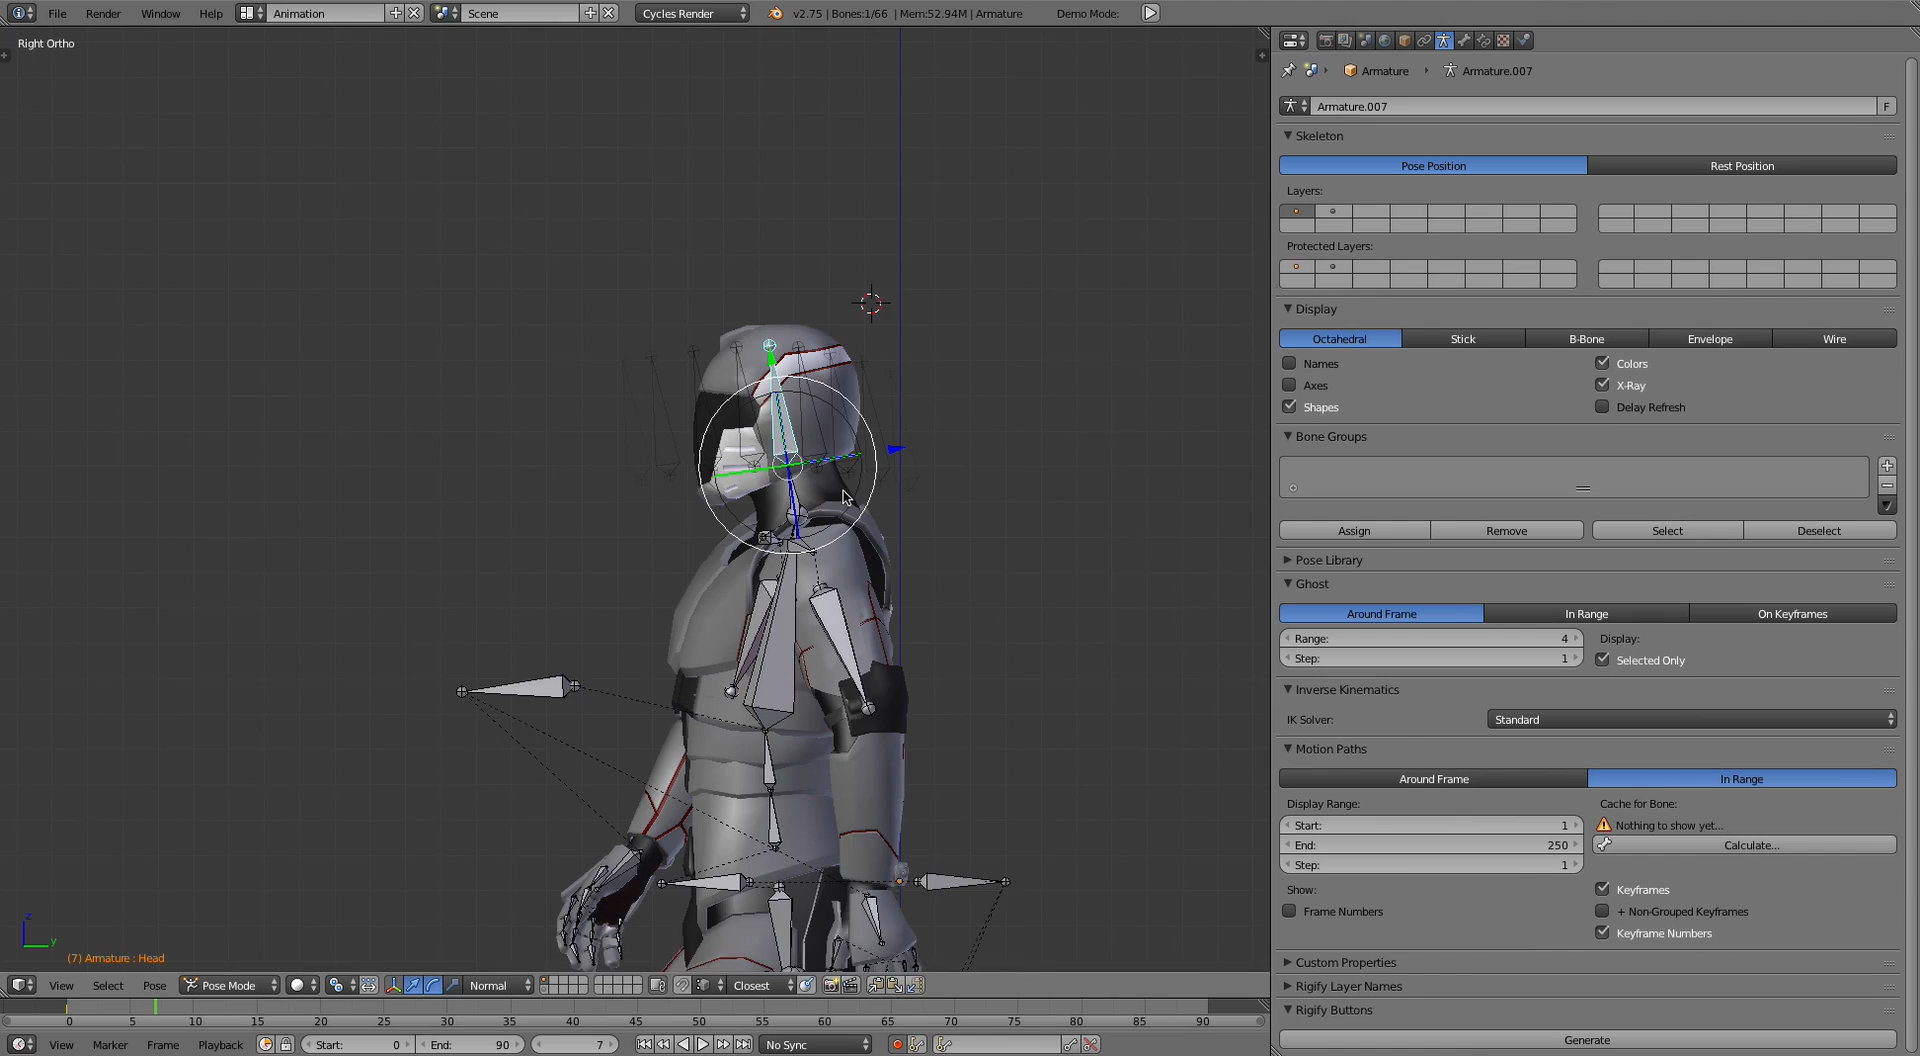 File Render Window Help Animation Scene Cycles Render v2.75 | Bones:1/66 | Mem:52.94M | Armature Demo Mode:
Right Ortho
Armature Armature.007
Armature.007 F
Skeleton
Pose Position Rest Position
Layers:
Protected Layers:
Display
Octahedral Stick B-Bone Envelope Wire
Names Colors
Axes X-Ray
Shapes Delay Refresh
Bone Groups
Assign Remove Select Deselect
Pose Library
Ghost
Around Frame In Range On Keyframes
Range: 4 Display:
Step: 1 Selected Only
Inverse Kinematics
IK Solver: Standard
Motion Paths
Around Frame In Range
Display Range: Cache for Bone:
Start: 1 Nothing to show yet...
End: 250 Calculate...
Step: 1
Show: Keyframes
Frame Numbers + Non-Grouped Keyframes
Keyframe Numbers
Custom Properties
Rigify Layer Names
Rigify Buttons
Generate
z
y
(7) Armature : Head
View Select Pose Pose Mode Normal Closest
0 5 10 15 20 25 30 35 40 45 50 55 60 65 70 75 80 85 90
View Marker Frame Playback Start: 0 End: 90 7 No Sync